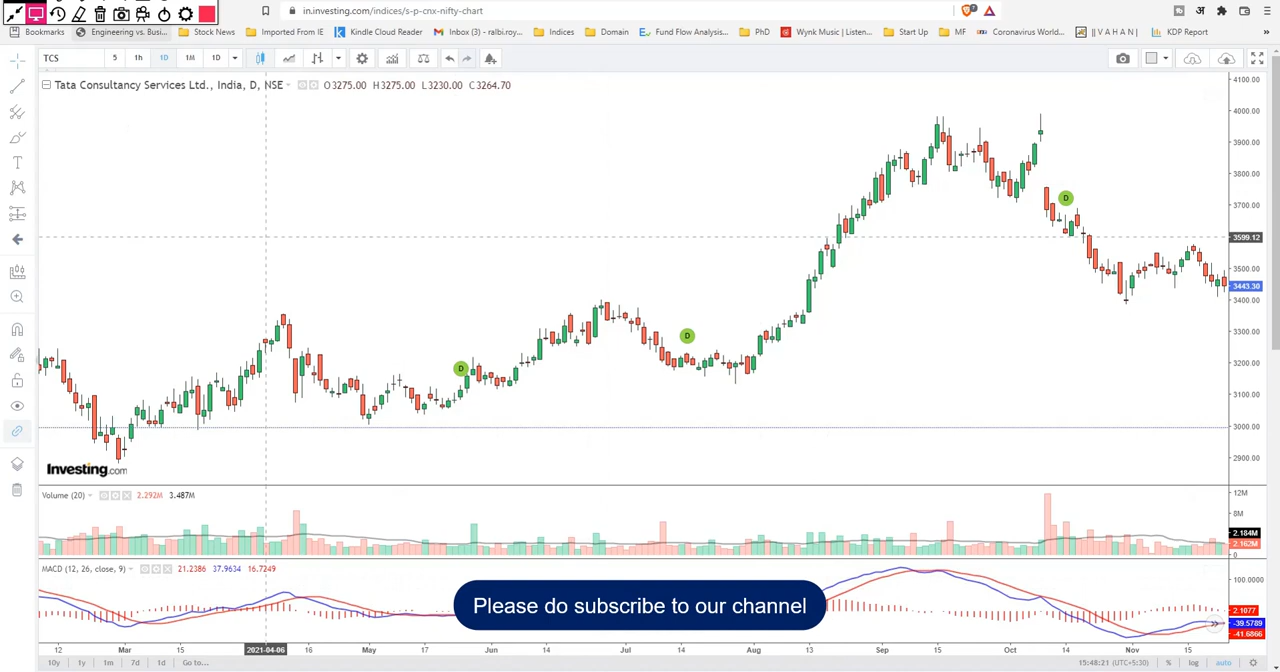 in.investing.com/indices/s-p-cnx-nifty-chart
Bookmarks Engineering vs. Busi... Stock News Imported From IE Kindle Cloud Reader Inbox (3) - ralbi.roy... Indices Domain Fund Flow Analysis... PhD Wynk Music | Listen... Start Up MF Coronavirus World... || V A H A N | KDP Report »
TCS 5 1h 1D 1M 1D
Tata Consultancy Services Ltd., India, D, NSE O3275.00 H3275.00 L3230.00 C3264.70
4100.00
4000.00
3900.00
3800.00
D
3700.00
3599.12
3500.00
3443.30
3400.00
D
3300.00
D
3200.00
3100.00
3000.00
Investing.com
2900.00
Volume (20) 2.292M 3.487M
12M
8M
2.184M
2.162M
0
MACD (12, 26, close, 9) 21.2386 37.9634 16.7249
100.0000
Please do subscribe to our channel
2.1077
-39.5789
-41.6866
12 Mar 15 2021-04-06 16 May 17 Jun 14 Jul 14 Aug 13 Sep 15 Oct 14 Nov 15
10y 1y 1m 7d 1d Go to... 15:48:21 (UTC+5:30) % log auto